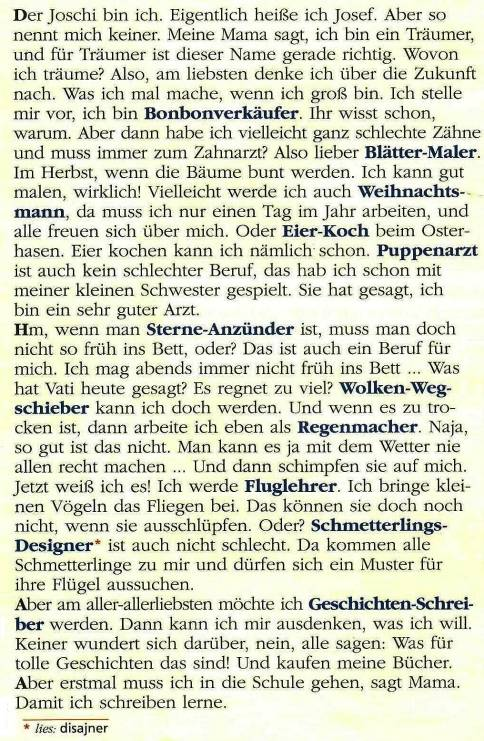 Der Joschi bin ich. Eigentlich heiße ich Josef. Aber so
nennt mich keiner. Meine Mama sagt, ich bin ein Träumer,
und für Träumer ist dieser Name gerade richtig. Wovon
ich träume? Also, am liebsten denke ich über die Zukunft
nach. Was ich mal mache, wenn ich groß bin. Ich stelle
mir vor, ich bin Bonbonverkäufer. Ihr wisst schon,
warum. Aber dann habe ich vielleicht ganz schlechte Zähne
und muss immer zum Zahnarzt? Also lieber Blätter-Maler.
Im Herbst, wenn die Bäume bunt werden. Ich kann gut
malen, wirklich! Vielleicht werde ich auch Weihnachts-
mann, da muss ich nur einen Tag im Jahr arbeiten, und
alle freuen sich über mich. Oder Eier-Koch beim Oster-
hasen. Eier kochen kann ich nämlich schon. Puppenarzt
ist auch kein schlechter Beruf, das hab ich schon mit
meiner kleinen Schwester gespielt. Sie hat gesagt, ich
bin ein sehr guter Arzt.
Hm, wenn man Sterne-Anzünder ist, muss man doch
nicht so früh ins Bett, oder? Das ist auch ein Beruf für
mich. Ich mag abends immer nicht früh ins Bett ... Was
hat Vati heute gesagt? Es regnet zu viel? Wolken-Weg-
schieber kann ich doch werden. Und wenn es zu tro-
cken ist, dann arbeite ich eben als Regenmacher. Naja,
so gut ist das nicht. Man kann es ja mit dem Wetter nie
allen recht machen ... Und dann schimpfen sie auf mich.
Jetzt weiß ich es! Ich werde Fluglehrer. Ich bringe klei-
nen Vögeln das Fliegen bei. Das können sie doch noch
nicht, wenn sie ausschlüpfen. Oder? Schmetterlings-
Designer* ist auch nicht schlecht. Da kommen alle
Schmetterlinge zu mir und dürfen sich ein Muster für
ihre Flügel aussuchen.
Aber am aller-allerliebsten möchte ich Geschichten-Schrei-
ber werden. Dann kann ich mir ausdenken, was ich will.
Keiner wundert sich darüber, nein, alle sagen: Was für
tolle Geschichten das sind! Und kaufen meine Bücher.
Aber erstmal muss ich in die Schule gehen, sagt Mama.
Damit ich schreiben lerne.
* lies: disajner